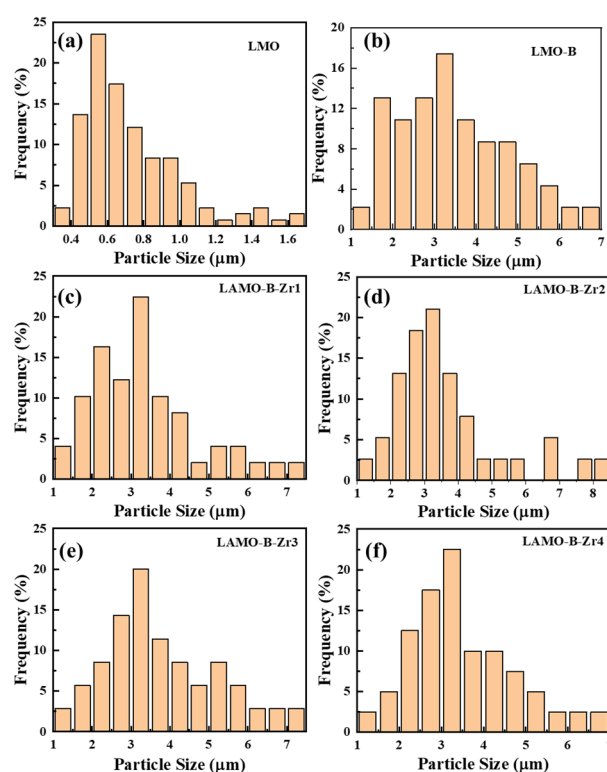 (a)
LMO
Frequency (%)
25
20
15
10
5
0
0.4 0.6 0.8 1.0 1.2 1.4 1.6
Particle Size (μm)
(b)
LMO-B
Frequency (%)
20
16
12
8
4
0
1 2 3 4 5 6 7
Particle Size (μm)
(c)
LAMO-B-Zr1
Frequency (%)
25
20
15
10
5
0
1 2 3 4 5 6 7
Particle Size (μm)
(d)
LAMO-B-Zr2
Frequency (%)
25
20
15
10
5
0
1 2 3 4 5 6 7 8
Particle Size (μm)
(e)
LAMO-B-Zr3
Frequency (%)
25
20
15
10
5
0
1 2 3 4 5 6 7
Particle Size (μm)
(f)
LAMO-B-Zr4
Frequency (%)
25
20
15
10
5
0
1 2 3 4 5 6
Particle Size (μm)